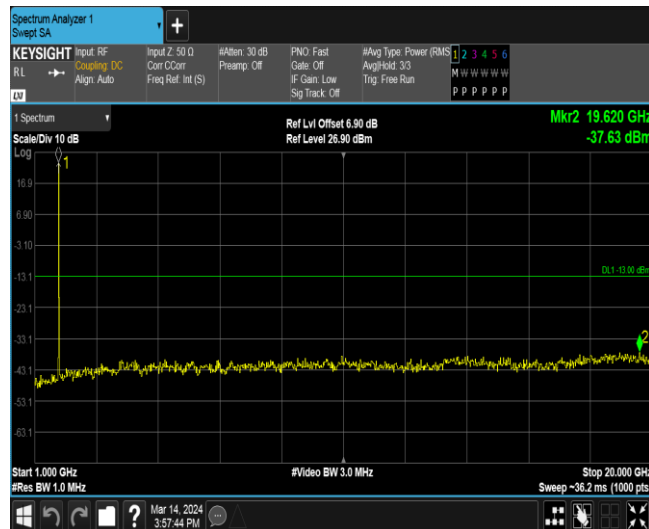 Spectrum Analyzer 1
Swept SA
+
KEYSIGHT
RL
LXI
Input: RF
Coupling: DC
Align: Auto
Input Z: 50 Ω
Corr CCorr
Freq Ref: Int (S)
#Atten: 30 dB
Preamp: Off
PNO: Fast
Gate: Off
IF Gain: Low
Sig Track: Off
#Avg Type: Power (RMS
Avg|Hold: 3/3
Trig: Free Run
1 2 3 4 5 6
M W W W W W
P P P P P P
1 Spectrum
Scale/Div 10 dB
Log
Ref Lvl Offset 6.90 dB
Ref Level 26.90 dBm
Mkr2 19.620 GHz
-37.63 dBm
1
16.9
6.90
-3.10
-13.1
DL1 -13.00 dBm
-23.1
-33.1
2
-43.1
-53.1
-63.1
Start 1.000 GHz
#Video BW 3.0 MHz
Stop 20.000 GHz
#Res BW 1.0 MHz
Sweep ~36.2 ms (1000 pts)
?
Mar 14, 2024
3:57:44 PM